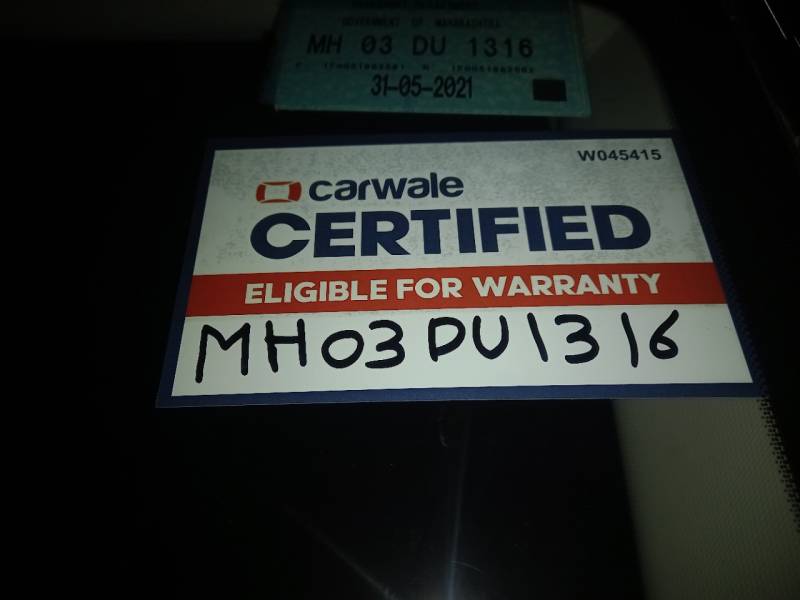 GOVERNMENT OF MAHARASHTRA
MH 03 DU 1316
31-05-2021
W045415
carwale
CERTIFIED
ELIGIBLE FOR WARRANTY
MH03DU1316